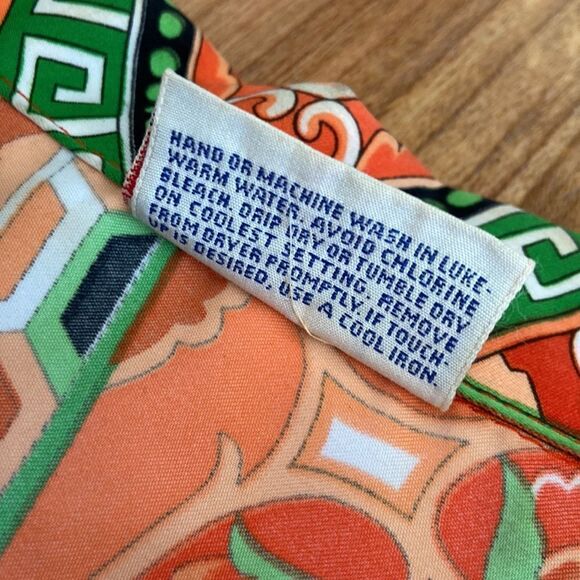 HAND OR MACHINE WASH IN LUKE-
WARM WATER. AVOID CHLORINE
BLEACH. DRIP DRY OR TUMBLE DRY
ON COOLEST SETTING. REMOVE
FROM DRYER PROMPTLY. IF TOUCH-
UP IS DESIRED, USE A COOL IRON.